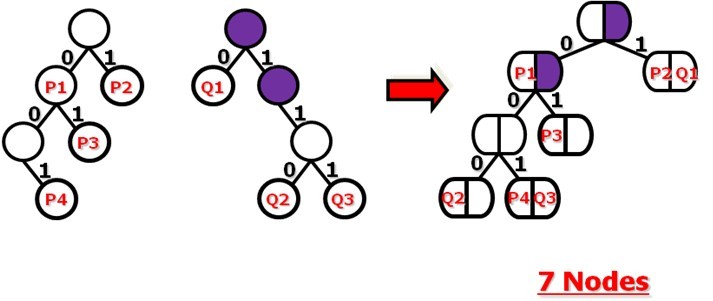 0 1 0 1 0 1
P1 P2 Q1 P1 P2 Q1
0 1 1 0 1
P3 P3
1 0 1 0 1
P4 Q2 Q3 Q2 P4 Q3
7 Nodes